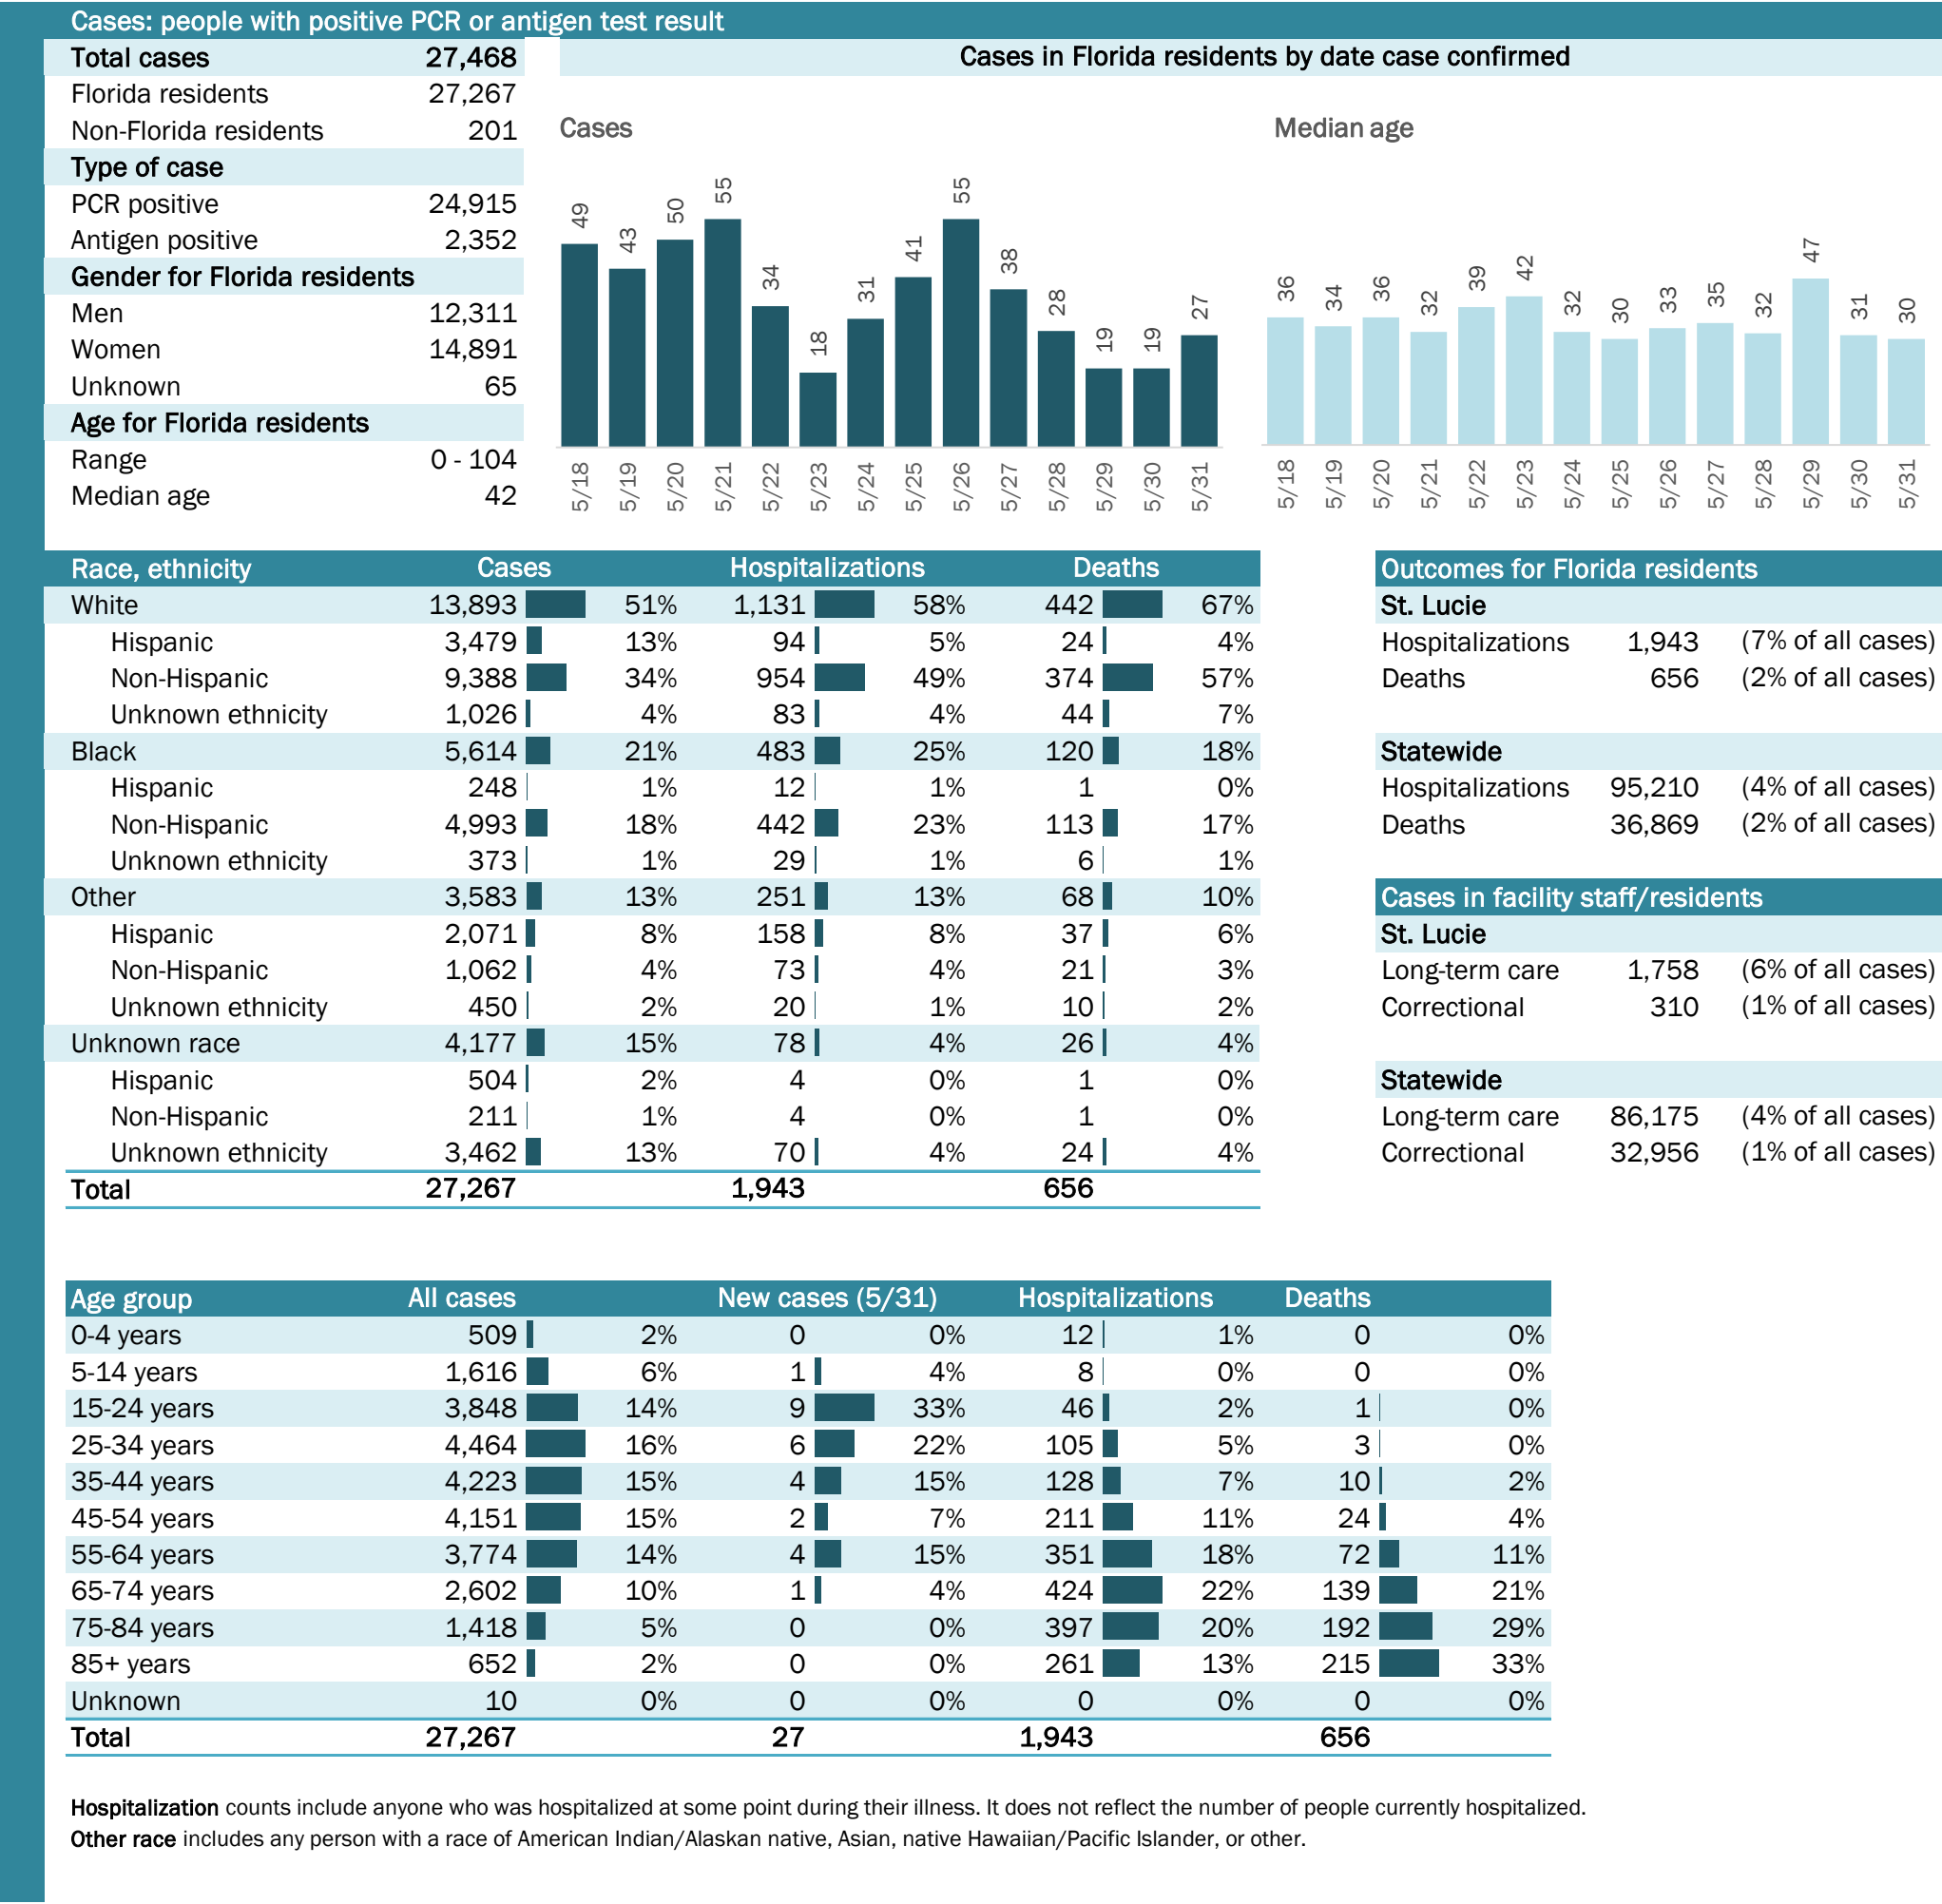 Cases: people with positive PCR or antigen test result
Total cases 27,468
Florida residents 27,267
Non-Florida residents 201
Type of case
PCR positive 24,915
Antigen positive 2,352
Gender for Florida residents
Men 12,311
Women 14,891
Unknown 65
Age for Florida residents
Range 0 - 104
Median age 42
Cases in Florida residents by date case confirmed
Cases
49 43 50 55 34 18 31 41 55 38 28 19 19 27
5/18 5/19 5/20 5/21 5/22 5/23 5/24 5/25 5/26 5/27 5/28 5/29 5/30 5/31
Median age
36 34 36 32 39 42 32 30 33 35 32 47 31 30
5/18 5/19 5/20 5/21 5/22 5/23 5/24 5/25 5/26 5/27 5/28 5/29 5/30 5/31
Race, ethnicity Cases Hospitalizations Deaths
White 13,893 51% 1,131 58% 442 67%
Hispanic 3,479 13% 94 5% 24 4%
Non-Hispanic 9,388 34% 954 49% 374 57%
Unknown ethnicity 1,026 4% 83 4% 44 7%
Black 5,614 21% 483 25% 120 18%
Hispanic 248 1% 12 1% 1 0%
Non-Hispanic 4,993 18% 442 23% 113 17%
Unknown ethnicity 373 1% 29 1% 6 1%
Other 3,583 13% 251 13% 68 10%
Hispanic 2,071 8% 158 8% 37 6%
Non-Hispanic 1,062 4% 73 4% 21 3%
Unknown ethnicity 450 2% 20 1% 10 2%
Unknown race 4,177 15% 78 4% 26 4%
Hispanic 504 2% 4 0% 1 0%
Non-Hispanic 211 1% 4 0% 1 0%
Unknown ethnicity 3,462 13% 70 4% 24 4%
Total 27,267 1,943 656
Outcomes for Florida residents
St. Lucie
Hospitalizations 1,943 (7% of all cases)
Deaths 656 (2% of all cases)
Statewide
Hospitalizations 95,210 (4% of all cases)
Deaths 36,869 (2% of all cases)
Cases in facility staff/residents
St. Lucie
Long-term care 1,758 (6% of all cases)
Correctional 310 (1% of all cases)
Statewide
Long-term care 86,175 (4% of all cases)
Correctional 32,956 (1% of all cases)
Age group All cases New cases (5/31) Hospitalizations Deaths
0-4 years 509 2% 0 0% 12 1% 0 0%
5-14 years 1,616 6% 1 4% 8 0% 0 0%
15-24 years 3,848 14% 9 33% 46 2% 1 0%
25-34 years 4,464 16% 6 22% 105 5% 3 0%
35-44 years 4,223 15% 4 15% 128 7% 10 2%
45-54 years 4,151 15% 2 7% 211 11% 24 4%
55-64 years 3,774 14% 4 15% 351 18% 72 11%
65-74 years 2,602 10% 1 4% 424 22% 139 21%
75-84 years 1,418 5% 0 0% 397 20% 192 29%
85+ years 652 2% 0 0% 261 13% 215 33%
Unknown 10 0% 0 0% 0 0% 0 0%
Total 27,267 27 1,943 656
Hospitalization counts include anyone who was hospitalized at some point during their illness. It does not reflect the number of people currently hospitalized.
Other race includes any person with a race of American Indian/Alaskan native, Asian, native Hawaiian/Pacific Islander, or other.